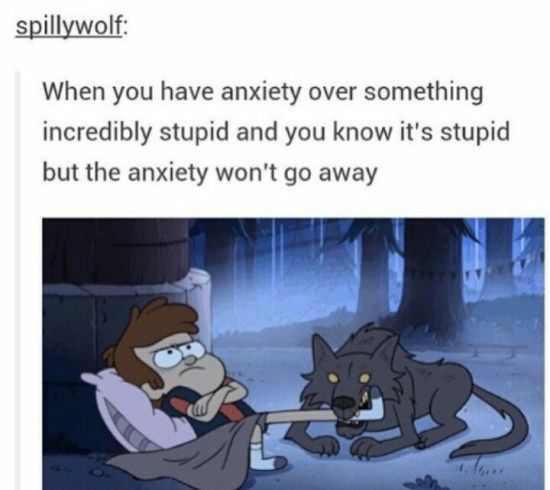 spillywolf:
When you have anxiety over something
incredibly stupid and you know it's stupid
but the anxiety won't go away